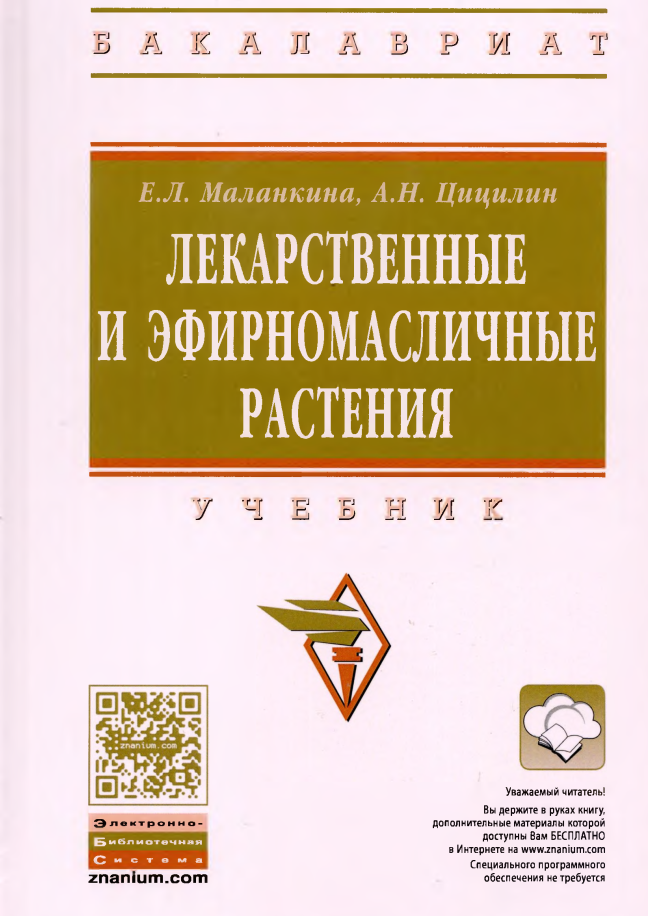 БАКАЛАВРИАТ
Е.Л. Маланкина, А.Н. Цицилин
ЛЕКАРСТВЕННЫЕ
И ЭФИРНОМАСЛИЧНЫЕ
РАСТЕНИЯ
УЧЕБНИК
znanium.com
Электронно-
Библиотечная
Система
znanium.com
Уважаемый читатель!
Вы держите в руках книгу,
дополнительные материалы которой
доступны Вам БЕСПЛАТНО
в Интернете на www.znanium.com
Специального программного
обеспечения не требуется